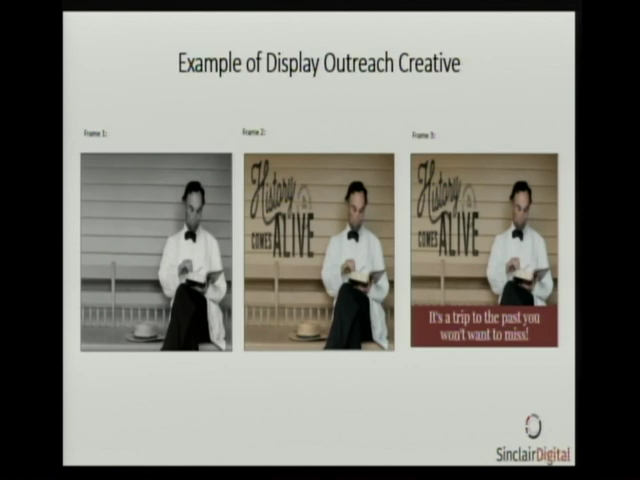 Example of Display Outreach Creative
Frame 1:
Frame 2:
Frame 3:
History
COMES
ALIVE
History
COMES
ALIVE
It's a trip to the past you
won't want to miss!
SinclairDigital